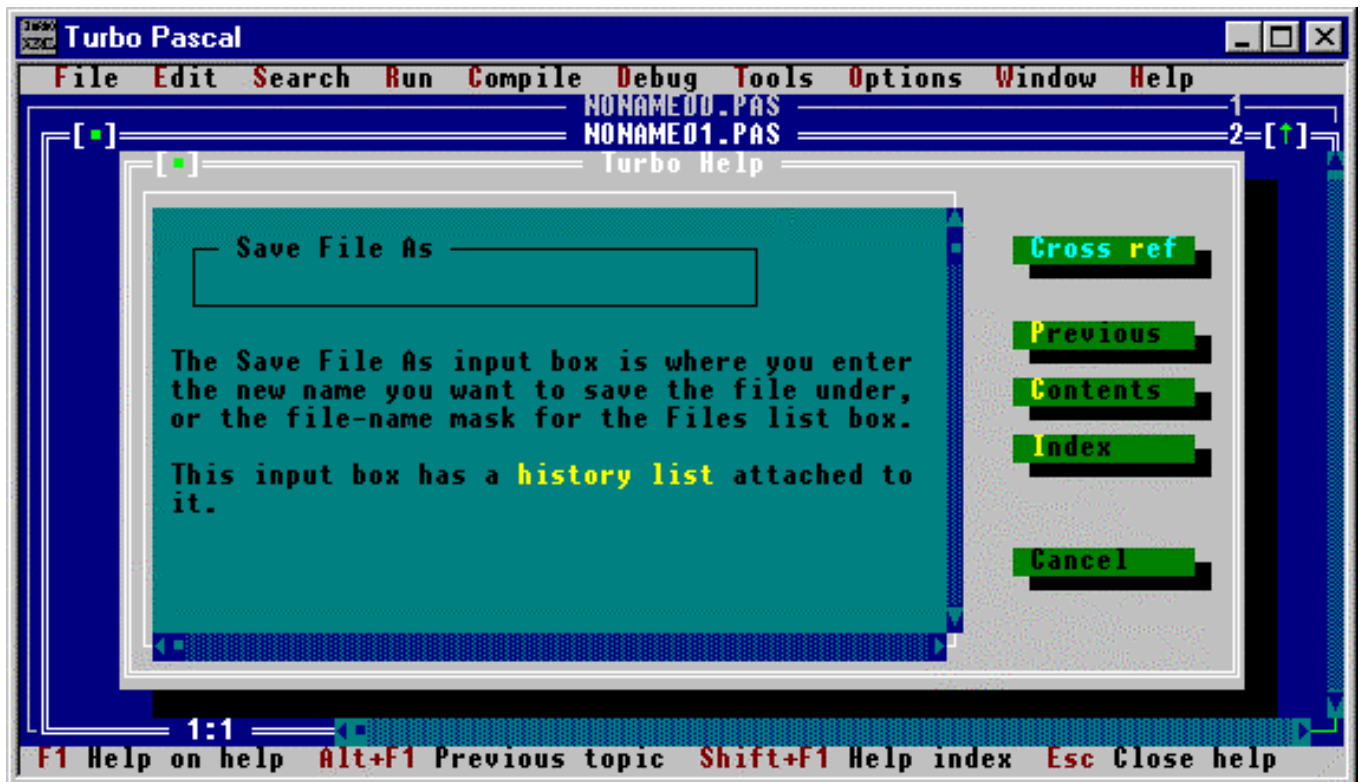 Turbo Pascal
File Edit Search Run Compile Debug Tools Options Window Help
NONAME00.PAS 1
NONAME01.PAS 2
Turbo Help
Save File As
The Save File As input box is where you enter
the new name you want to save the file under,
or the file-name mask for the Files list box.
This input box has a history list attached to
it.
Cross ref
Previous
Contents
Index
Cancel
1:1
F1 Help on help Alt+F1 Previous topic Shift+F1 Help index Esc Close help